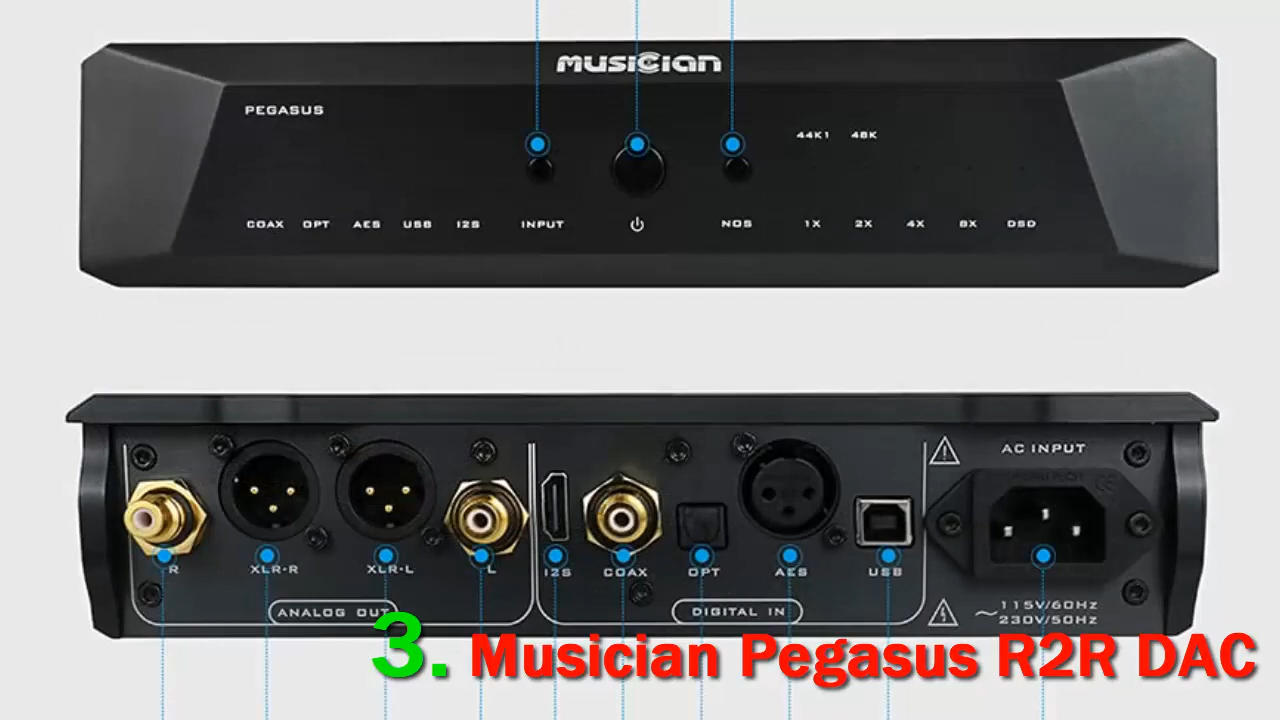 musician
PEGASUS
44K1 48K
COAX OPT AES USB I2S INPUT NOS 1X 2X 4X 8X DSD
AC INPUT
R XLR-R XLR-L L I2S COAX OPT AES USB
ANALOG OUT DIGITAL IN
115V/60Hz
230V/50Hz
3. Musician Pegasus R2R DAC